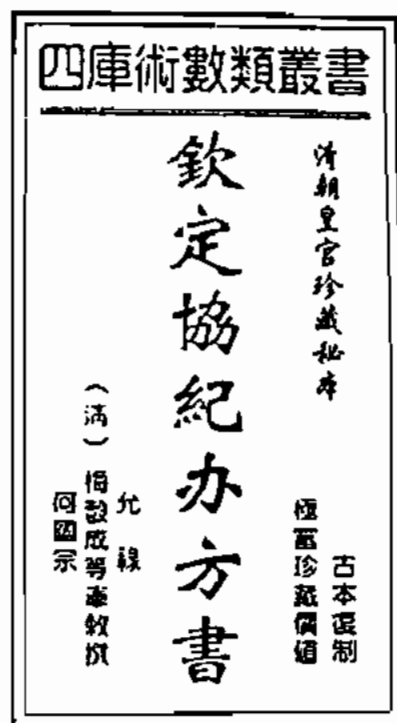 四庫術數類叢書
清朝皇宮珍藏秘本
古本復制
極富珍藏價值
欽定協紀办方書
允祿
(滿)梅瑴成等奉敕撰
何國宗